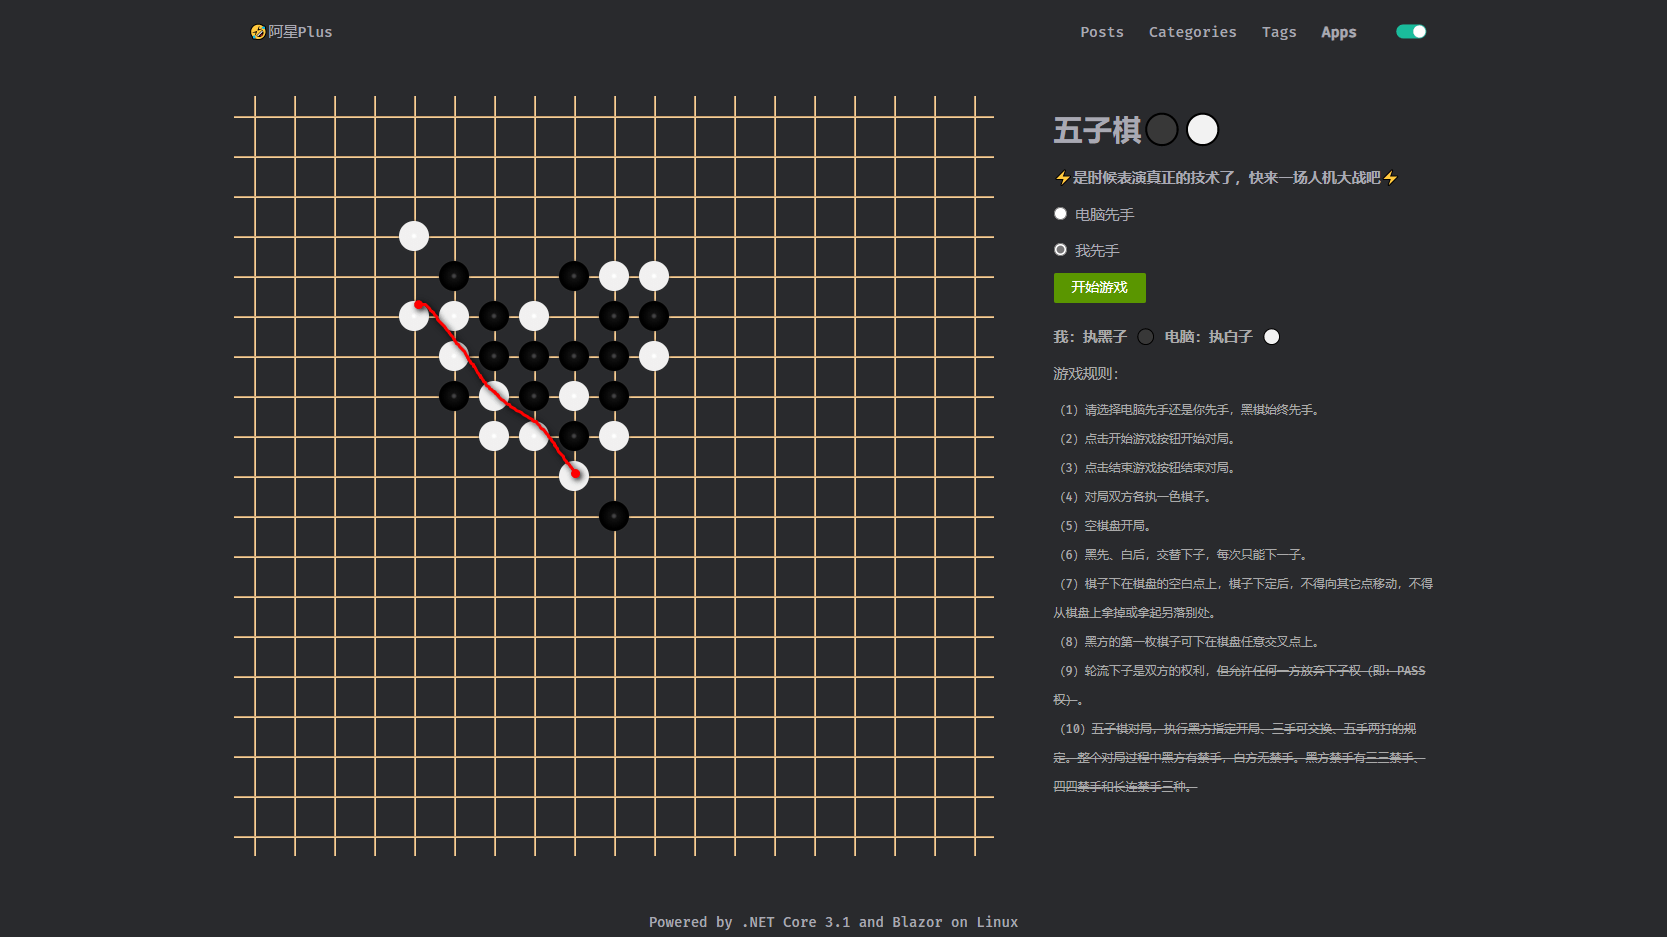 🤣阿星Plus
Posts
Categories
Tags
Apps
五子棋
⚡是时候表演真正的技术了，快来一场人机大战吧⚡
电脑先手
我先手
开始游戏
我：执黑子 电脑：执白子
游戏规则：
（1）请选择电脑先手还是你先手，黑棋始终先手。
（2）点击开始游戏按钮开始对局。
（3）点击结束游戏按钮结束对局。
（4）对局双方各执一色棋子。
（5）空棋盘开局。
（6）黑先、白后，交替下子，每次只能下一子。
（7）棋子下在棋盘的空白点上，棋子下定后，不得向其它点移动，不得
从棋盘上拿掉或拿起另落别处。
（8）黑方的第一枚棋子可下在棋盘任意交叉点上。
（9）轮流下子是双方的权利，但允许任何一方放弃下子权（即：PASS
权）。
（10）五子棋对局，执行黑方指定开局、三手可交换、五手两打的规
定。整个对局过程中黑方有禁手，白方无禁手。黑方禁手有三三禁手、
四四禁手和长连禁手三种。
Powered by .NET Core 3.1 and Blazor on Linux